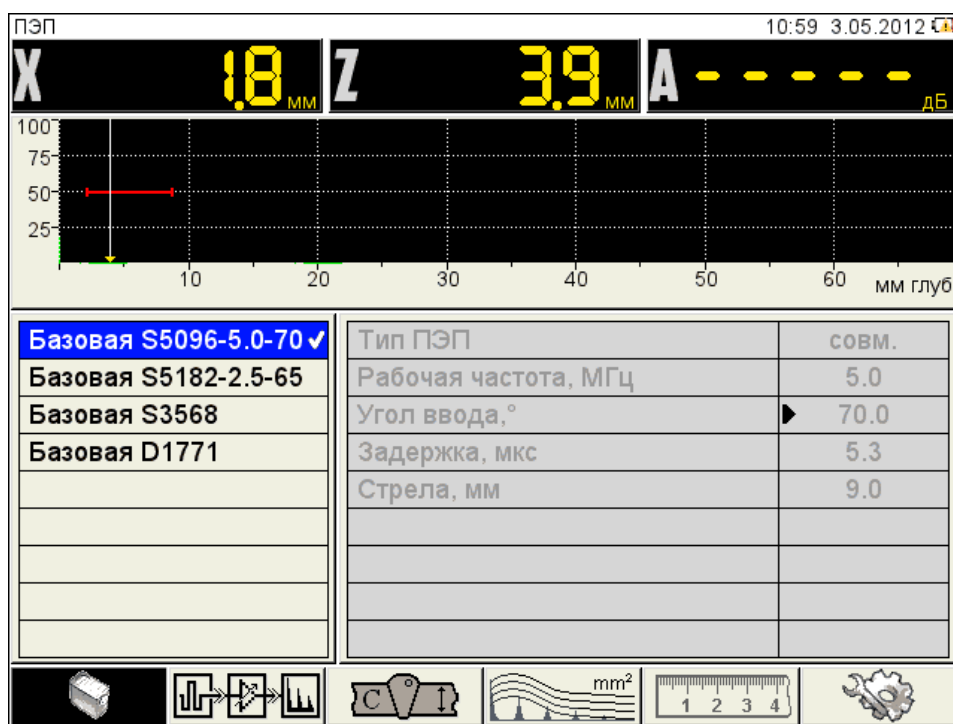 ПЭП 10:59 3.05.2012
X 1.8 мм Z 3.9 мм A - - - - - дБ
100
75
50
25
10 20 30 40 50 60 мм глуб
Базовая S5096-5.0-70 ✓ Тип ПЭП совм.
Базовая S5182-2.5-65 Рабочая частота, МГц 5.0
Базовая S3568 Угол ввода,° 70.0
Базовая D1771 Задержка, мкс 5.3
Стрела, мм 9.0
C mm² 1 2 3 4